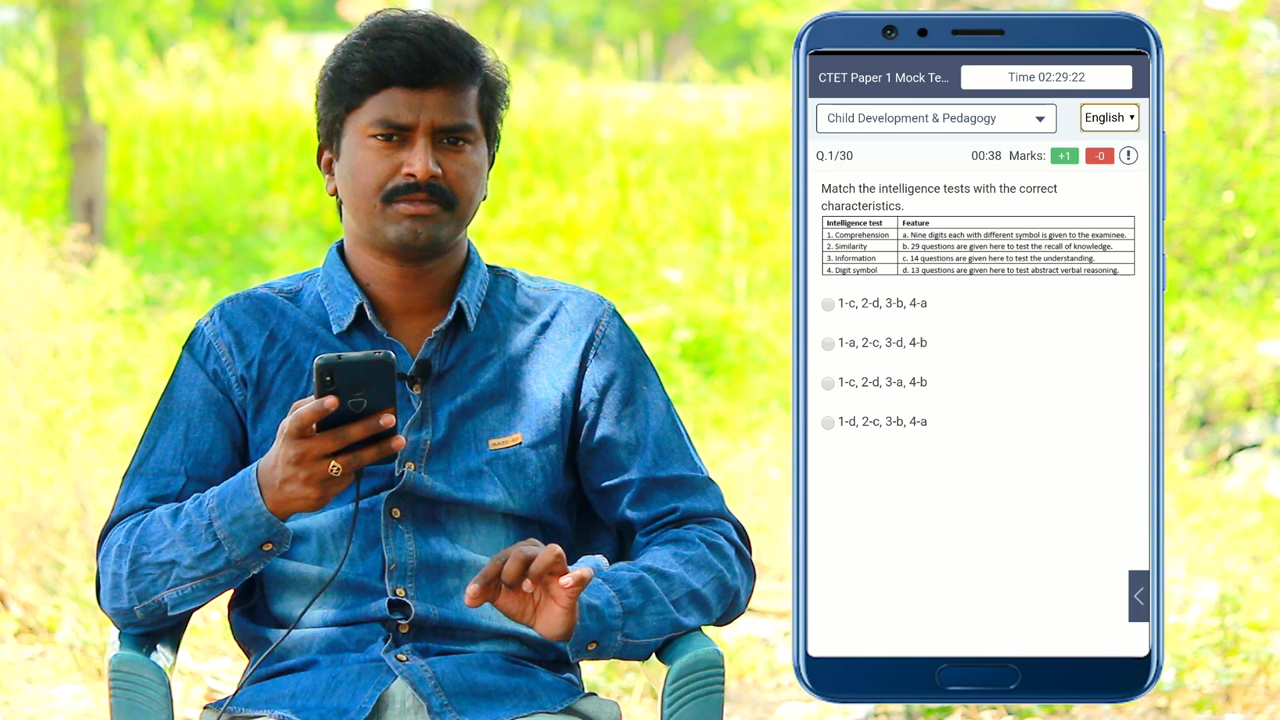 CTET Paper 1 Mock Te...
Time 02:29:22
Child Development & Pedagogy
English
Q.1/30
00:38 Marks: +1 -0
Match the intelligence tests with the correct
characteristics.
Intelligence test Feature
1. Comprehension a. Nine digits each with different symbol is given to the examinee.
2. Similarity b. 29 questions are given here to test the recall of knowledge.
3. Information c. 14 questions are given here to test the understanding.
4. Digit symbol d. 13 questions are given here to test abstract verbal reasoning.
1-c, 2-d, 3-b, 4-a
1-a, 2-c, 3-d, 4-b
1-c, 2-d, 3-a, 4-b
1-d, 2-c, 3-b, 4-a